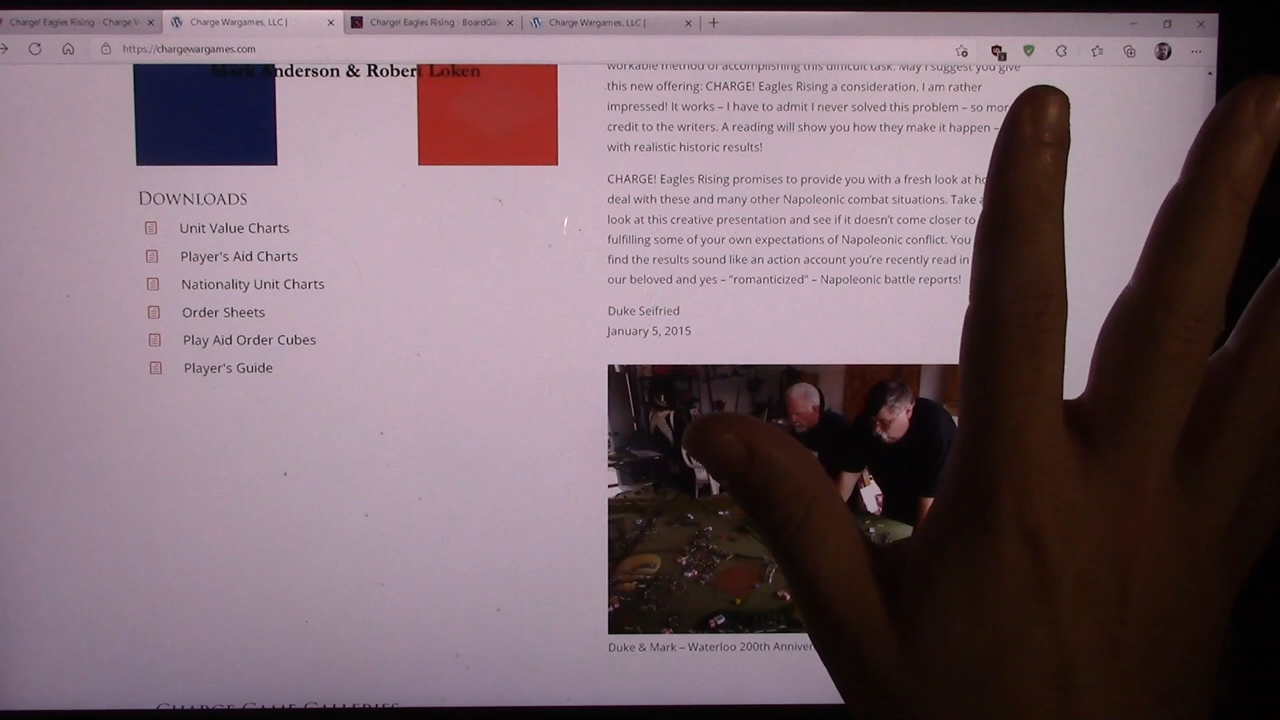 Charge! Eagles Rising - Charge V
Charge Wargames, LLC |
Charge! Eagles Rising - BoardGa
Charge Wargames, LLC |
https://chargewargames.com
Mark Anderson & Robert Loken
Downloads
Unit Value Charts
Player's Aid Charts
Nationality Unit Charts
Order Sheets
Play Aid Order Cubes
Player's Guide
Charge Game Galleries
workable method of accomplishing this difficult task. May I suggest you give
this new offering: CHARGE! Eagles Rising a consideration. I am rather
impressed! It works – I have to admit I never solved this problem – so mor
credit to the writers. A reading will show you how they make it happen –
with realistic historic results!
CHARGE! Eagles Rising promises to provide you with a fresh look at ho
deal with these and many other Napoleonic combat situations. Take a
look at this creative presentation and see if it doesn't come closer to
fulfilling some of your own expectations of Napoleonic conflict. You
find the results sound like an action account you're recently read in
our beloved and yes – “romanticized” – Napoleonic battle reports!
Duke Seifried
January 5, 2015
Duke & Mark – Waterloo 200th Anniver